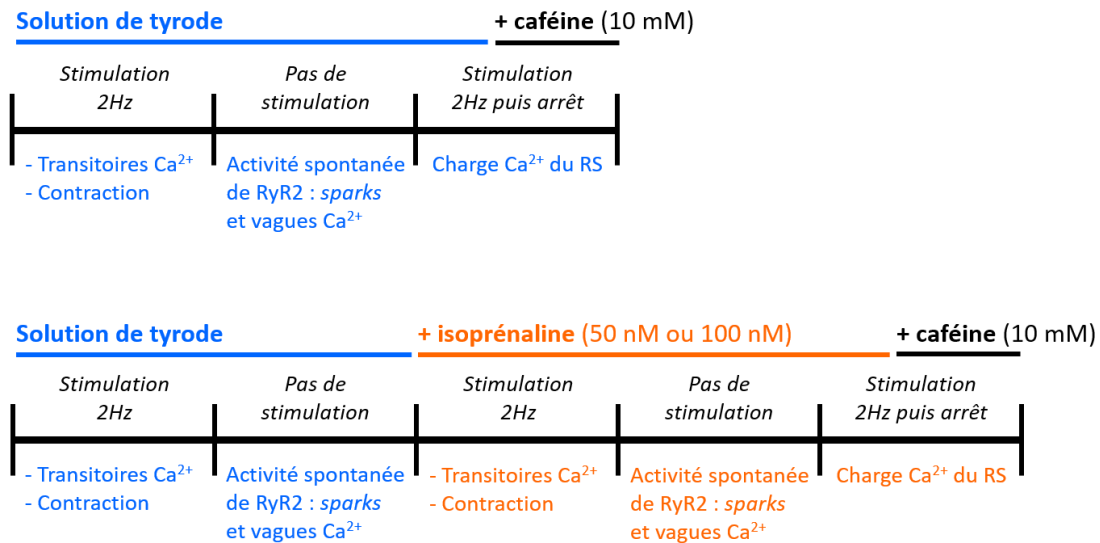 Solution de tyrode + caféine (10 mM)
Stimulation Pas de Stimulation
2Hz stimulation 2Hz puis arrêt
- Transitoires Ca²⁺ Activité spontanée Charge Ca²⁺ du RS
- Contraction de RyR2 : sparks
et vagues Ca²⁺
Solution de tyrode + isoprénaline (50 nM ou 100 nM) + caféine (10 mM)
Stimulation Pas de Stimulation Pas de Stimulation
2Hz stimulation 2Hz stimulation 2Hz puis arrêt
- Transitoires Ca²⁺ Activité spontanée - Transitoires Ca²⁺ Activité spontanée Charge Ca²⁺ du RS
- Contraction de RyR2 : sparks - Contraction de RyR2 : sparks
et vagues Ca²⁺ et vagues Ca²⁺